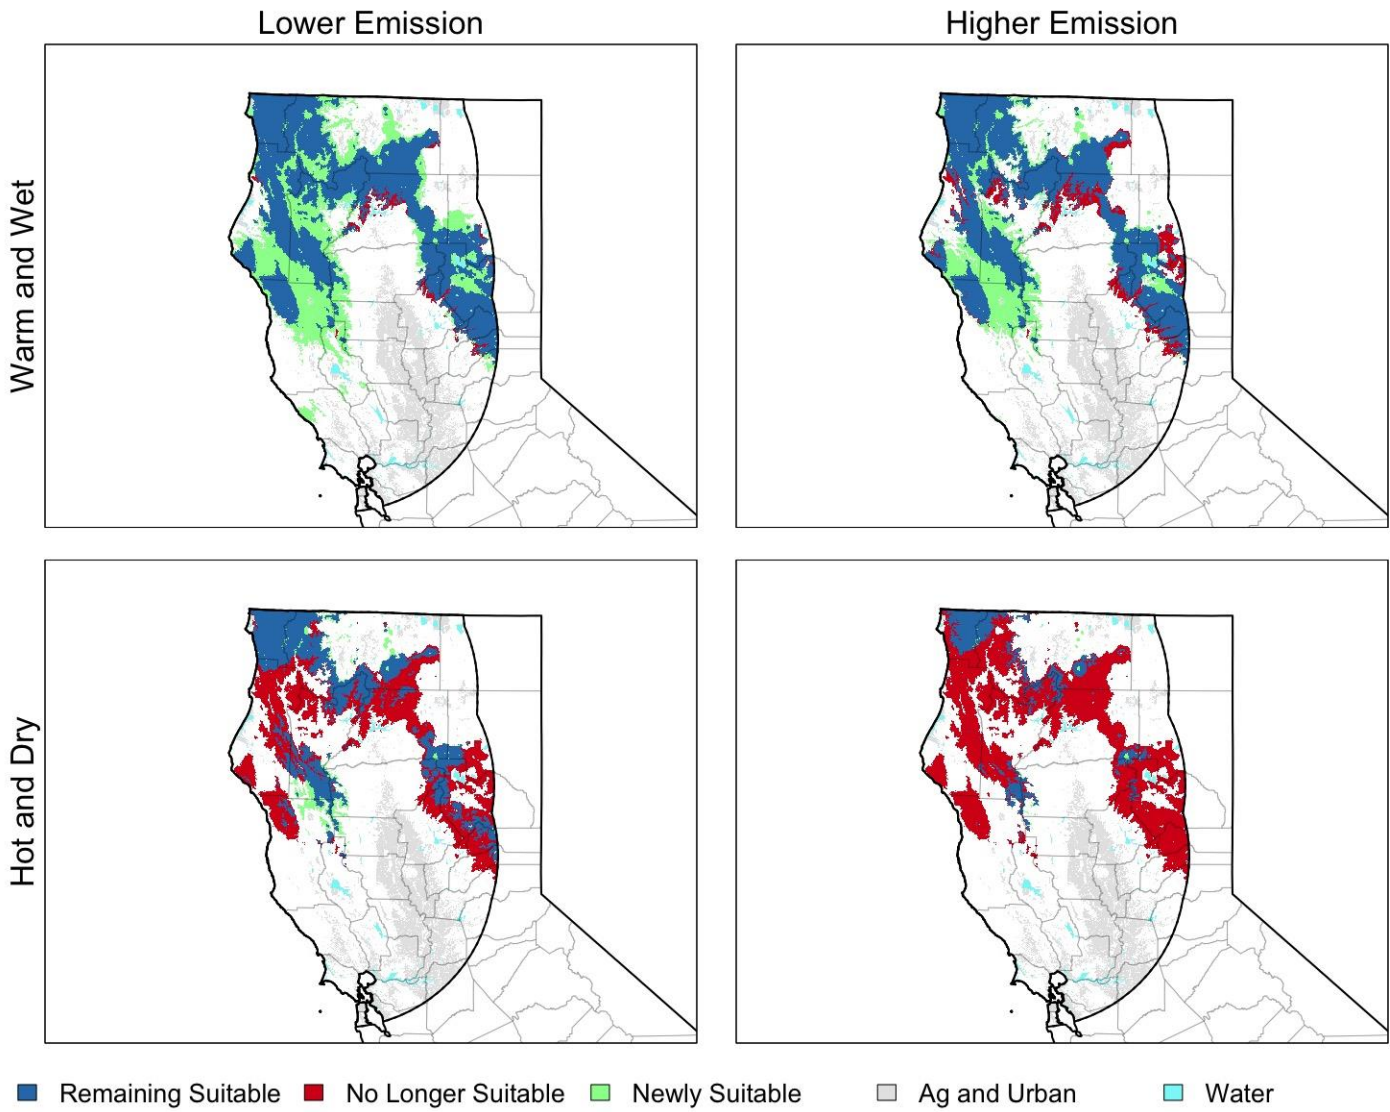 Lower Emission
Higher Emission
Warm and Wet
Hot and Dry
Remaining Suitable
No Longer Suitable
Newly Suitable
Ag and Urban
Water